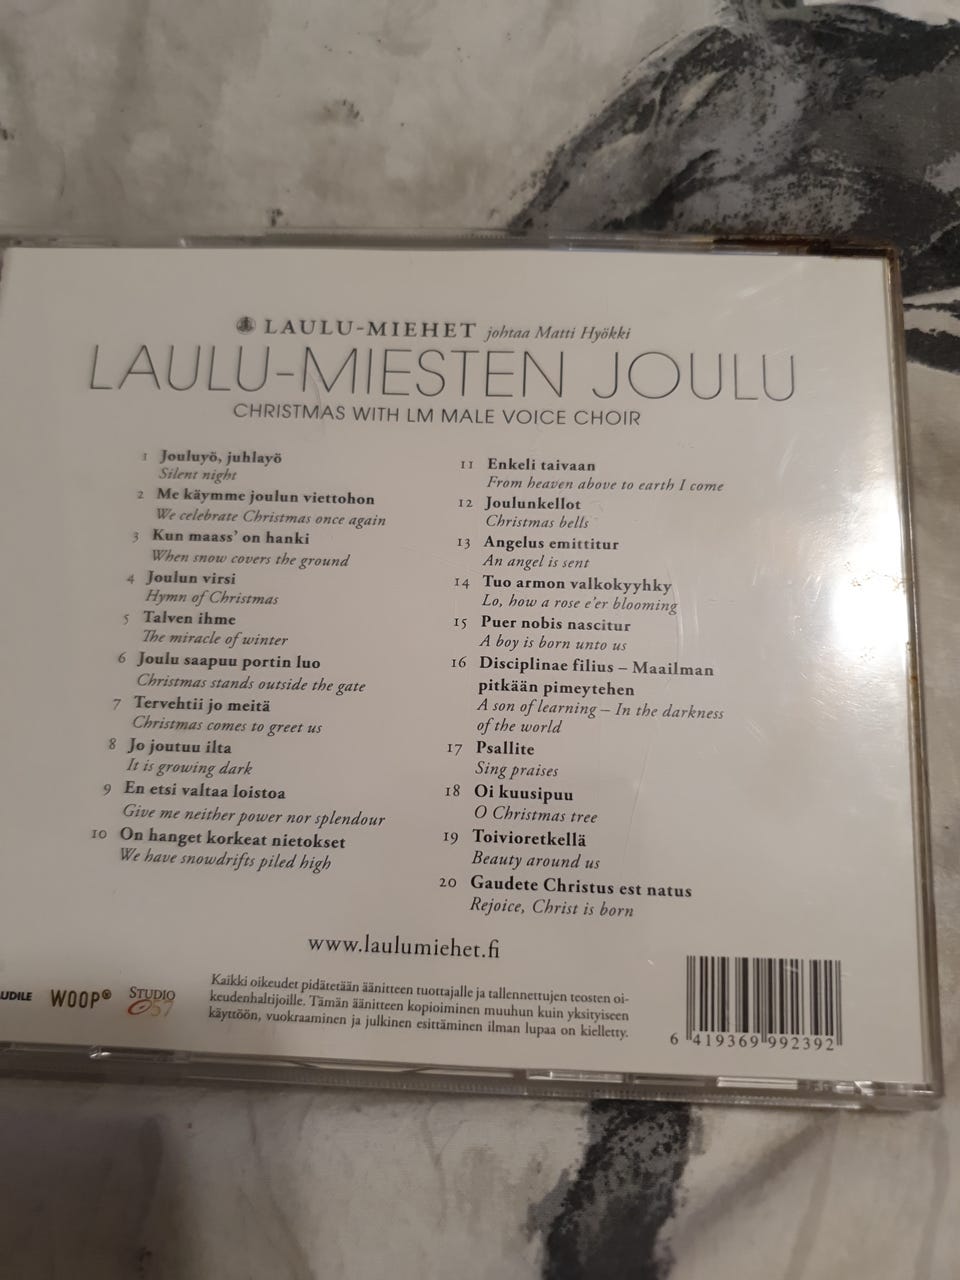 LAULU-MIEHET johtaa Matti Hyökki
LAULU-MIESTEN JOULU
CHRISTMAS WITH LM MALE VOICE CHOIR
1 Jouluyö, juhlayö
Silent night
2 Me käymme joulun viettohon
We celebrate Christmas once again
3 Kun maass' on hanki
When snow covers the ground
4 Joulun virsi
Hymn of Christmas
5 Talven ihme
The miracle of winter
6 Joulu saapuu portin luo
Christmas stands outside the gate
7 Tervehtii jo meitä
Christmas comes to greet us
8 Jo joutuu ilta
It is growing dark
9 En etsi valtaa loistoa
Give me neither power nor splendour
10 On hanget korkeat nietokset
We have snowdrifts piled high
11 Enkeli taivaan
From heaven above to earth I come
12 Joulunkellot
Christmas bells
13 Angelus emittitur
An angel is sent
14 Tuo armon valkokyyhky
Lo, how a rose e'er blooming
15 Puer nobis nascitur
A boy is born unto us
16 Disciplinae filius – Maailman
pitkään pimeytehen
A son of learning – In the darkness
of the world
17 Psallite
Sing praises
18 Oi kuusipuu
O Christmas tree
19 Toivioretkellä
Beauty around us
20 Gaudete Christus est natus
Rejoice, Christ is born
www.laulumiehet.fi
UDILE WOOP® STUDIO 57
Kaikki oikeudet pidätetään äänitteen tuottajalle ja tallennettujen teosten oi-
keudenhaltijoille. Tämän äänitteen kopioiminen muuhun kuin yksityiseen
käyttöön, vuokraaminen ja julkinen esittäminen ilman lupaa on kielletty.
6 419369 992392